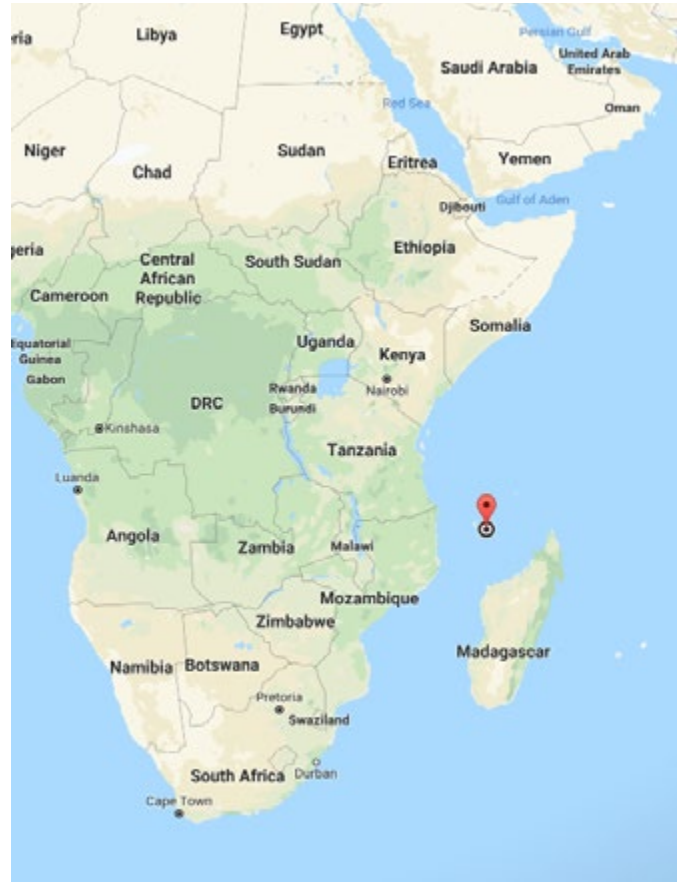 Libya
Egypt
Persian Gulf
ria
United Arab
Emirates
Saudi Arabia
Red Sea
Oman
Niger
Chad
Sudan
Eritrea
Yemen
Gulf of Aden
Djibouti
geria
Central
African
Republic
South Sudan
Ethiopia
Cameroon
Somalia
Equatorial
Guinea
Gabon
Uganda
Kenya
Nairobi
Rwanda
Burundi
DRC
Kinshasa
Tanzania
Luanda
Angola
Zambia
Malawi
Mozambique
Zimbabwe
Madagascar
Namibia
Botswana
Pretoria
Swaziland
South Africa
Durban
Cape Town